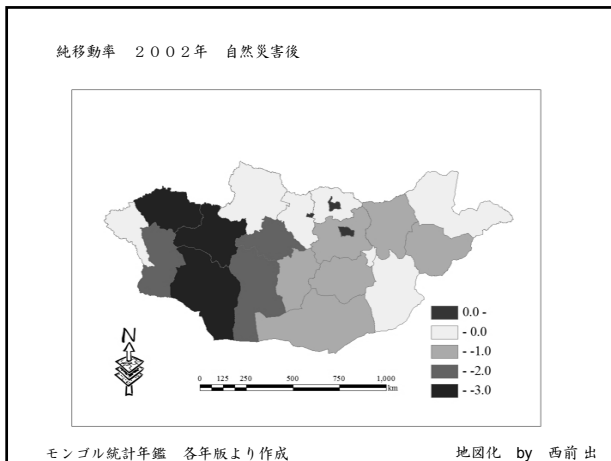 純移動率　２００２年　自然災害後
N
0.0 -
- 0.0
- -1.0
- -2.0
- -3.0
0 125 250 500 750 1,000
km
モンゴル統計年鑑　各年版より作成
地図化　by　西前 出